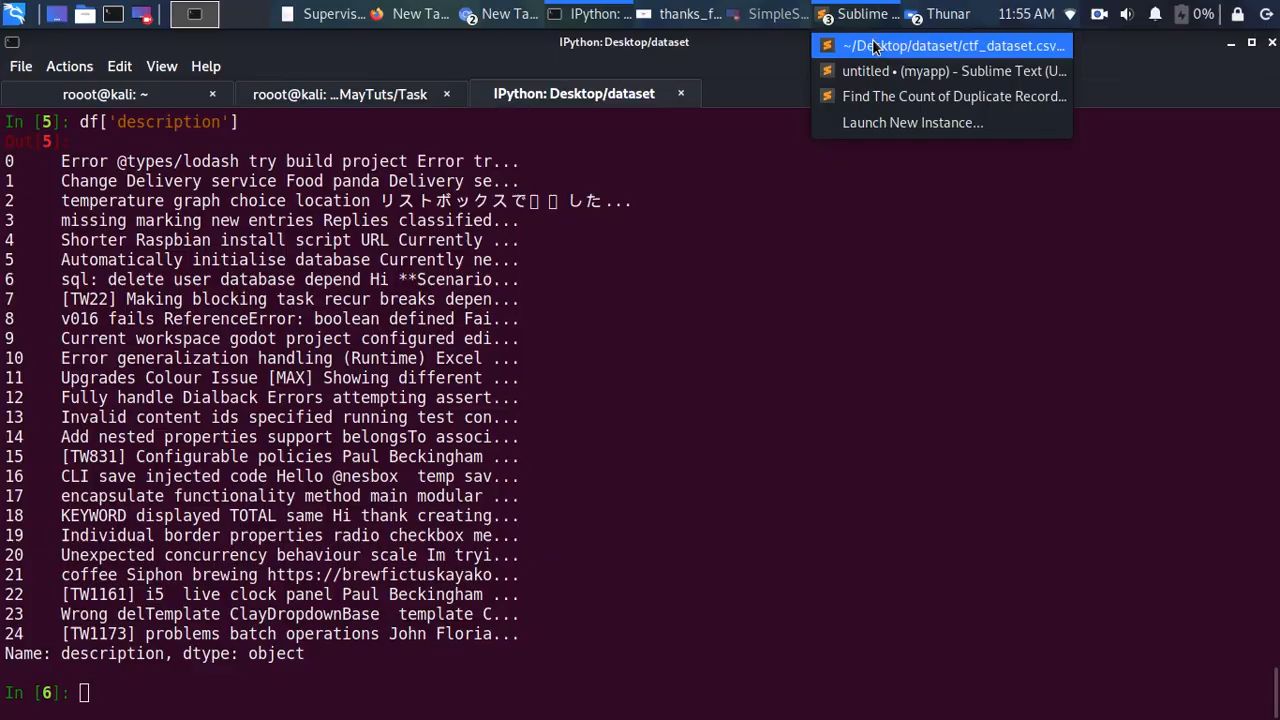 Supervis... New Ta... 2 New Ta... IPython: ... thanks_f... SimpleS... 3 Sublime ... 2 Thunar 11:55 AM 0%
IPython: Desktop/dataset
~/Desktop/dataset/ctf_dataset.csv...
untitled • (myapp) - Sublime Text (U...
Find The Count of Duplicate Record...
Launch New Instance...
File Actions Edit View Help
rooot@kali: ~ × rooot@kali: ...MayTuts/Task × IPython: Desktop/dataset ×
In [5]: df['description']
Out[5]:
0 Error @types/lodash try build project Error tr...
1 Change Delivery service Food panda Delivery se...
2 temperature graph choice location リストボックスで した...
3 missing marking new entries Replies classified...
4 Shorter Raspbian install script URL Currently ...
5 Automatically initialise database Currently ne...
6 sql: delete user database depend Hi **Scenario...
7 [TW22] Making blocking task recur breaks depen...
8 v016 fails ReferenceError: boolean defined Fai...
9 Current workspace godot project configured edi...
10 Error generalization handling (Runtime) Excel ...
11 Upgrades Colour Issue [MAX] Showing different ...
12 Fully handle Dialback Errors attempting assert...
13 Invalid content ids specified running test con...
14 Add nested properties support belongsTo associ...
15 [TW831] Configurable policies Paul Beckingham ...
16 CLI save injected code Hello @nesbox temp sav...
17 encapsulate functionality method main modular ...
18 KEYWORD displayed TOTAL same Hi thank creating...
19 Individual border properties radio checkbox me...
20 Unexpected concurrency behaviour scale Im tryi...
21 coffee Siphon brewing https://brewfictuskayako...
22 [TW1161] i5 live clock panel Paul Beckingham ...
23 Wrong delTemplate ClayDropdownBase template C...
24 [TW1173] problems batch operations John Floria...
Name: description, dtype: object
In [6]: